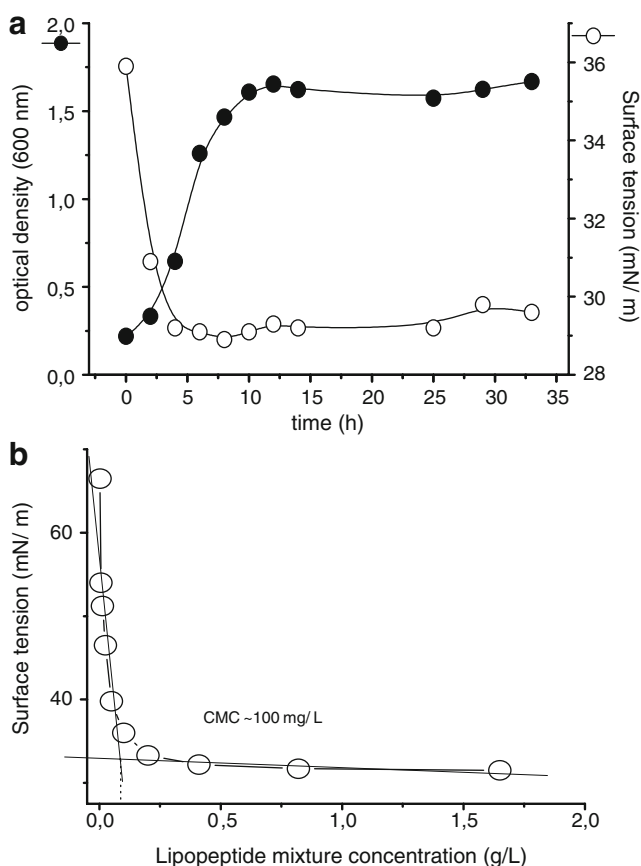 a
optical density (600 nm)
2,0
1,5
1,0
0,5
0,0
0
5
10
15
20
25
30
35
time (h)
36
34
32
30
28
Surface tension
(mN/ m)
b
Surface tension (mN/ m)
60
40
CMC ~100 mg/ L
0,0
0,5
1,0
1,5
2,0
Lipopeptide mixture concentration (g/L)